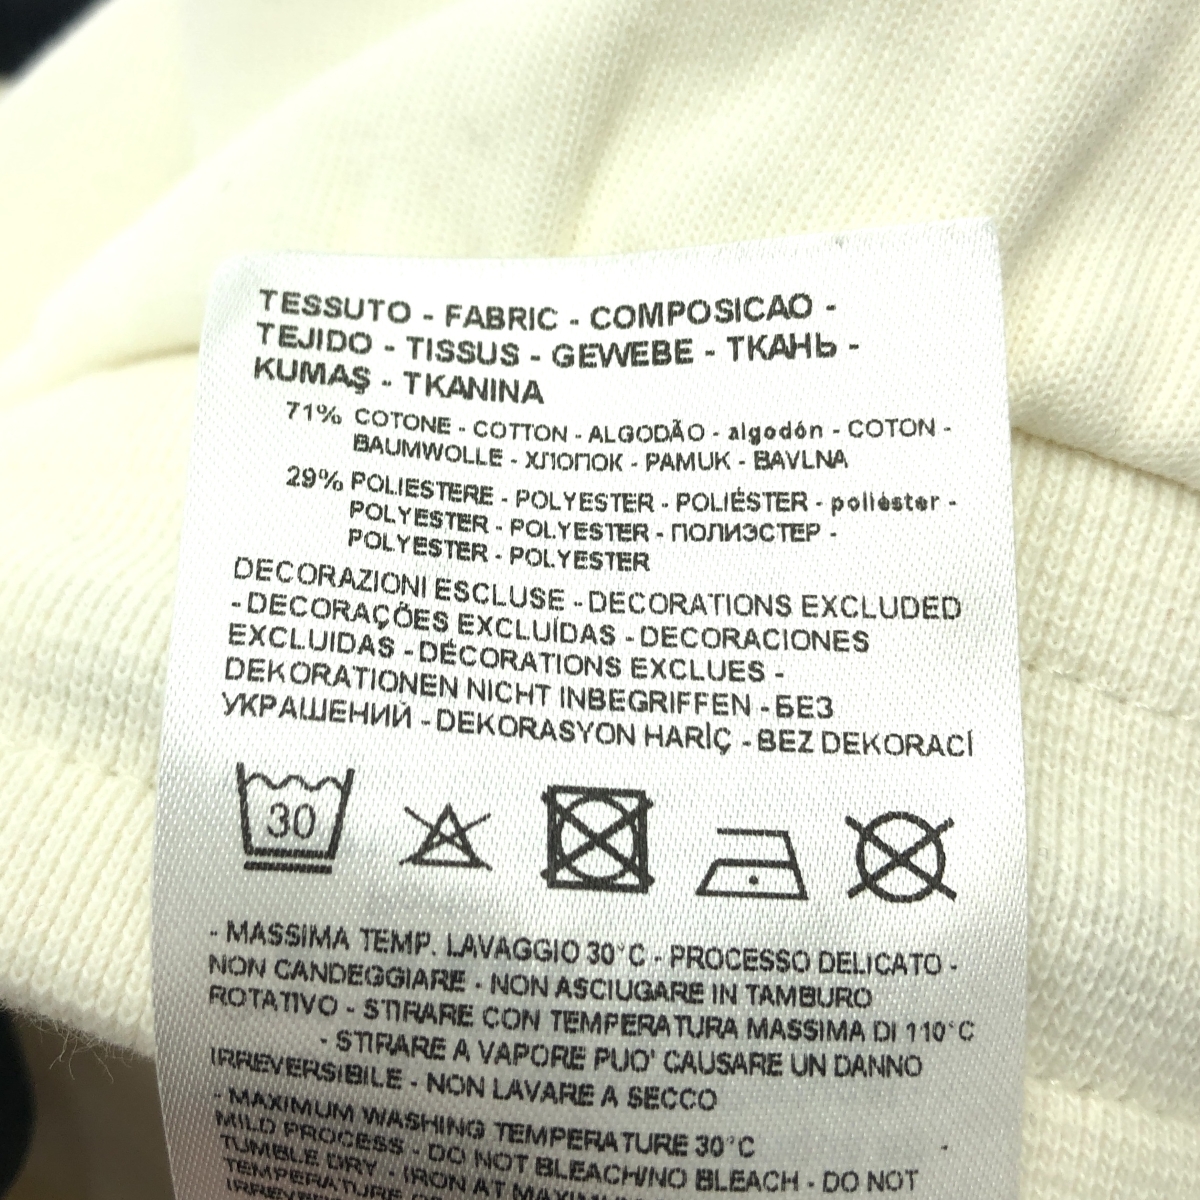 TESSUTO - FABRIC - COMPOSICAO -
TEJIDO - TISSUS - GEWEBE - ТКАНЬ -
KUMAŞ - TKANINA
71% COTONE - COTTON - ALGODÃO - algodón - COTON -
BAUMWOLLE - ХЛОПОК - PAMUK - BAVLNA
29% POLIESTERE - POLYESTER - POLIÉSTER - poliéster -
POLYESTER - POLYESTER - ПОЛИЭСТЕР -
POLYESTER - POLYESTER
DECORAZIONI ESCLUSE - DECORATIONS EXCLUDED
- DECORAÇÕES EXCLUÍDAS - DECORACIONES
EXCLUIDAS - DÉCORATIONS EXCLUES -
DEKORATIONEN NICHT INBEGRIFFEN - БЕЗ
УКРАШЕНИЙ - DEKORASYON HARİÇ - BEZ DEKORACÍ
30
- MASSIMA TEMP. LAVAGGIO 30°C - PROCESSO DELICATO -
NON CANDEGGIARE - NON ASCIUGARE IN TAMBURO
ROTATIVO - STIRARE CON TEMPERATURA MASSIMA DI 110°C
- STIRARE A VAPORE PUO' CAUSARE UN DANNO
IRREVERSIBILE - NON LAVARE A SECCO
- MAXIMUM WASHING TEMPERATURE 30°C
MILD PROCESS - DO NOT BLEACH/NO BLEACH - DO NOT
TUMBLE DRY - IRON AT MAXIMUM
TEMPERATURE OF